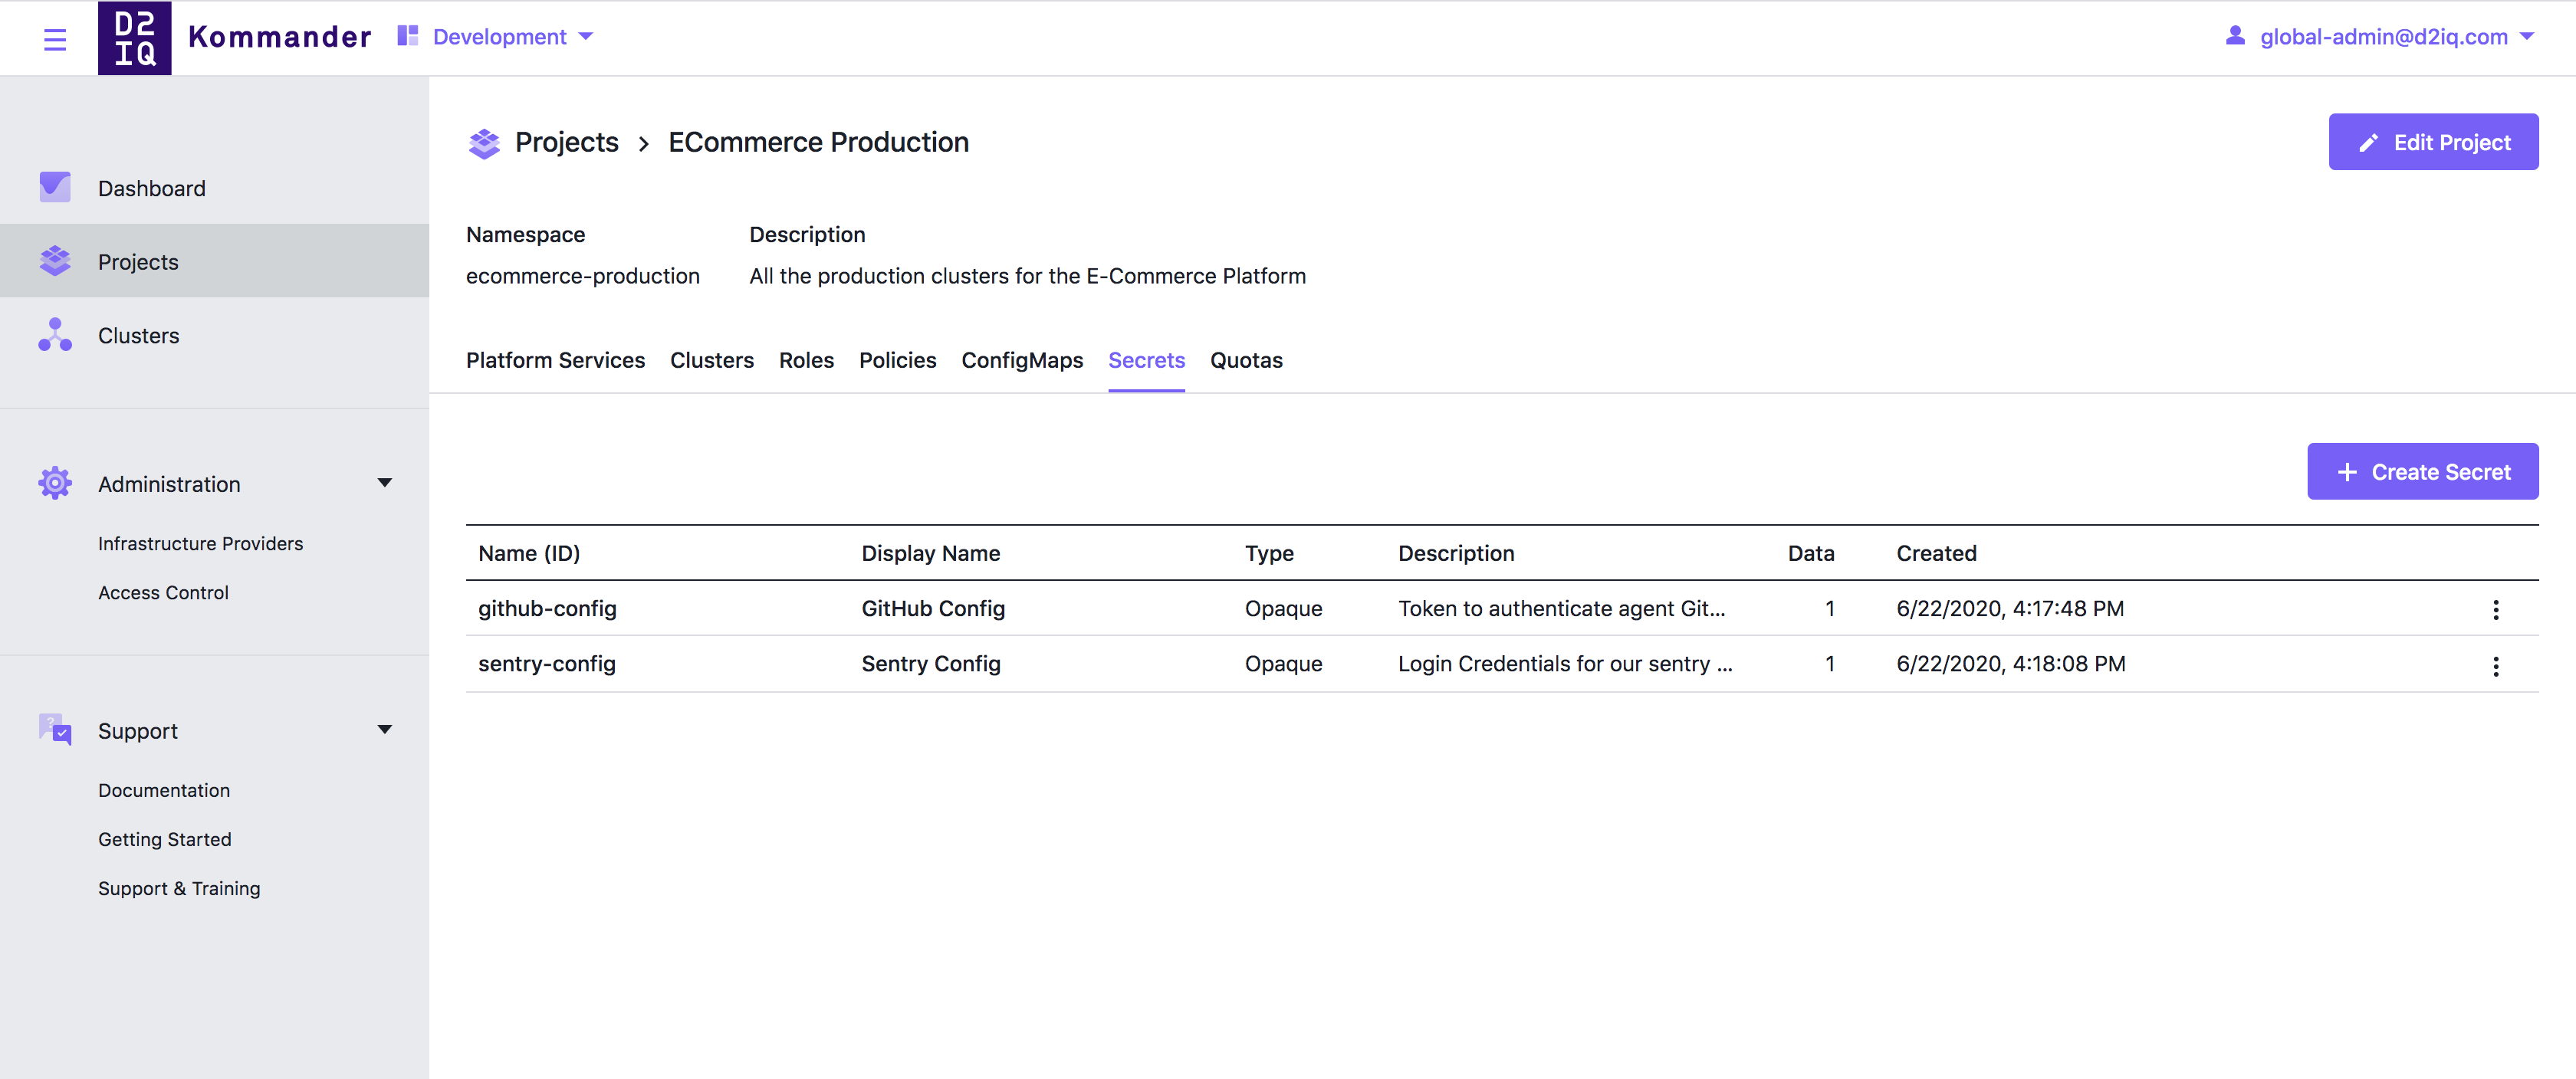 D2
IQ
Kommander
Development
global-admin@d2iq.com
Dashboard
Projects
Clusters
Administration
Infrastructure Providers
Access Control
Support
Documentation
Getting Started
Support & Training
Projects > ECommerce Production
Edit Project
Namespace Description
ecommerce-production All the production clusters for the E-Commerce Platform
Platform Services Clusters Roles Policies ConfigMaps Secrets Quotas
+ Create Secret
Name (ID) Display Name Type Description Data Created
github-config GitHub Config Opaque Token to authenticate agent Git... 1 6/22/2020, 4:17:48 PM
sentry-config Sentry Config Opaque Login Credentials for our sentry ... 1 6/22/2020, 4:18:08 PM